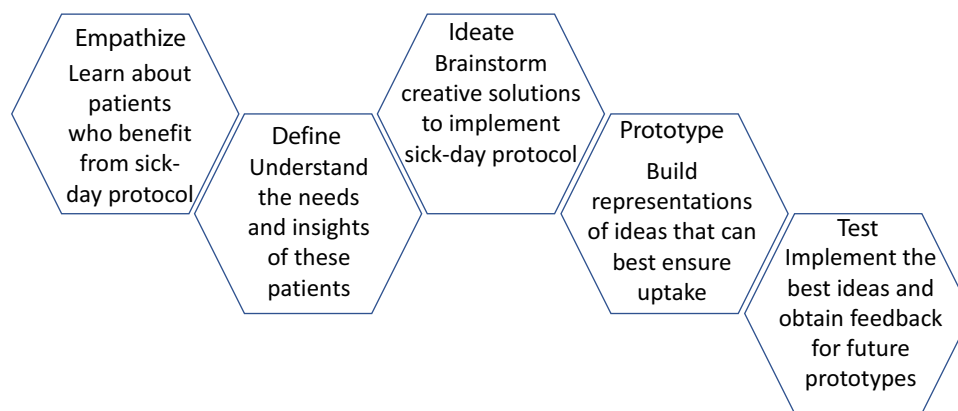 Empathize
Learn about
patients
who benefit
from sick-
day protocol
Define
Understand
the needs
and insights
of these
patients
Ideate
Brainstorm
creative solutions
to implement
sick-day protocol
Prototype
Build
representations
of ideas that can
best ensure
uptake
Test
Implement the
best ideas and
obtain feedback
for future
prototypes